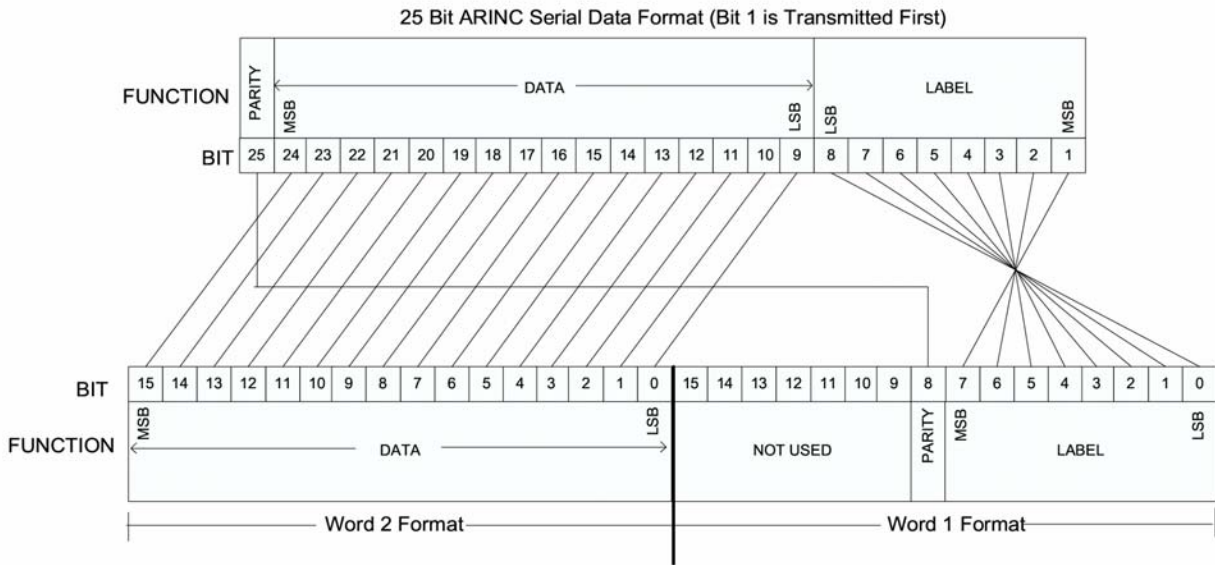 25 Bit ARINC Serial Data Format (Bit 1 is Transmitted First)
FUNCTION PARITY MSB DATA LSB LSB LABEL MSB
BIT 25 24 23 22 21 20 19 18 17 16 15 14 13 12 11 10 9 8 7 6 5 4 3 2 1
BIT 15 14 13 12 11 10 9 8 7 6 5 4 3 2 1 0 15 14 13 12 11 10 9 8 7 6 5 4 3 2 1 0
FUNCTION MSB DATA LSB NOT USED PARITY MSB LABEL LSB
Word 2 Format Word 1 Format